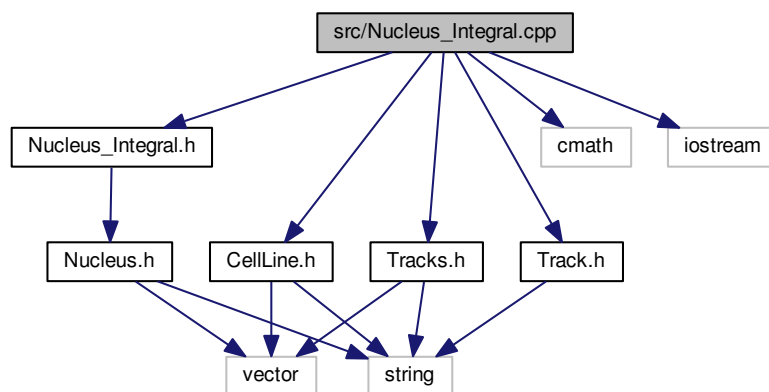 src/Nucleus_Integral.cpp
Nucleus_Integral.h
cmath
iostream
Nucleus.h
CellLine.h
Tracks.h
Track.h
vector
string